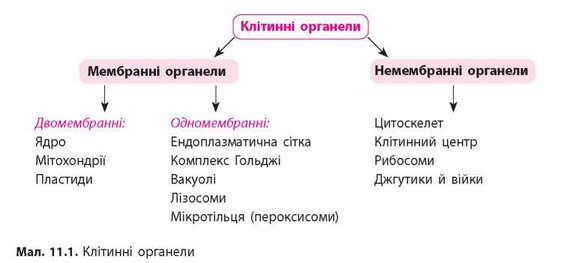 Клітинні органели
Мембранні органели
Немембранні органели
Двомембранні:
Ядро
Мітохондрії
Пластиди
Одномембранні:
Ендоплазматична сітка
Комплекс Гольджі
Вакуолі
Лізосоми
Мікротільця (пероксисоми)
Цитоскелет
Клітинний центр
Рибосоми
Джгутики й війки
Мал. 11.1. Клітинні органели